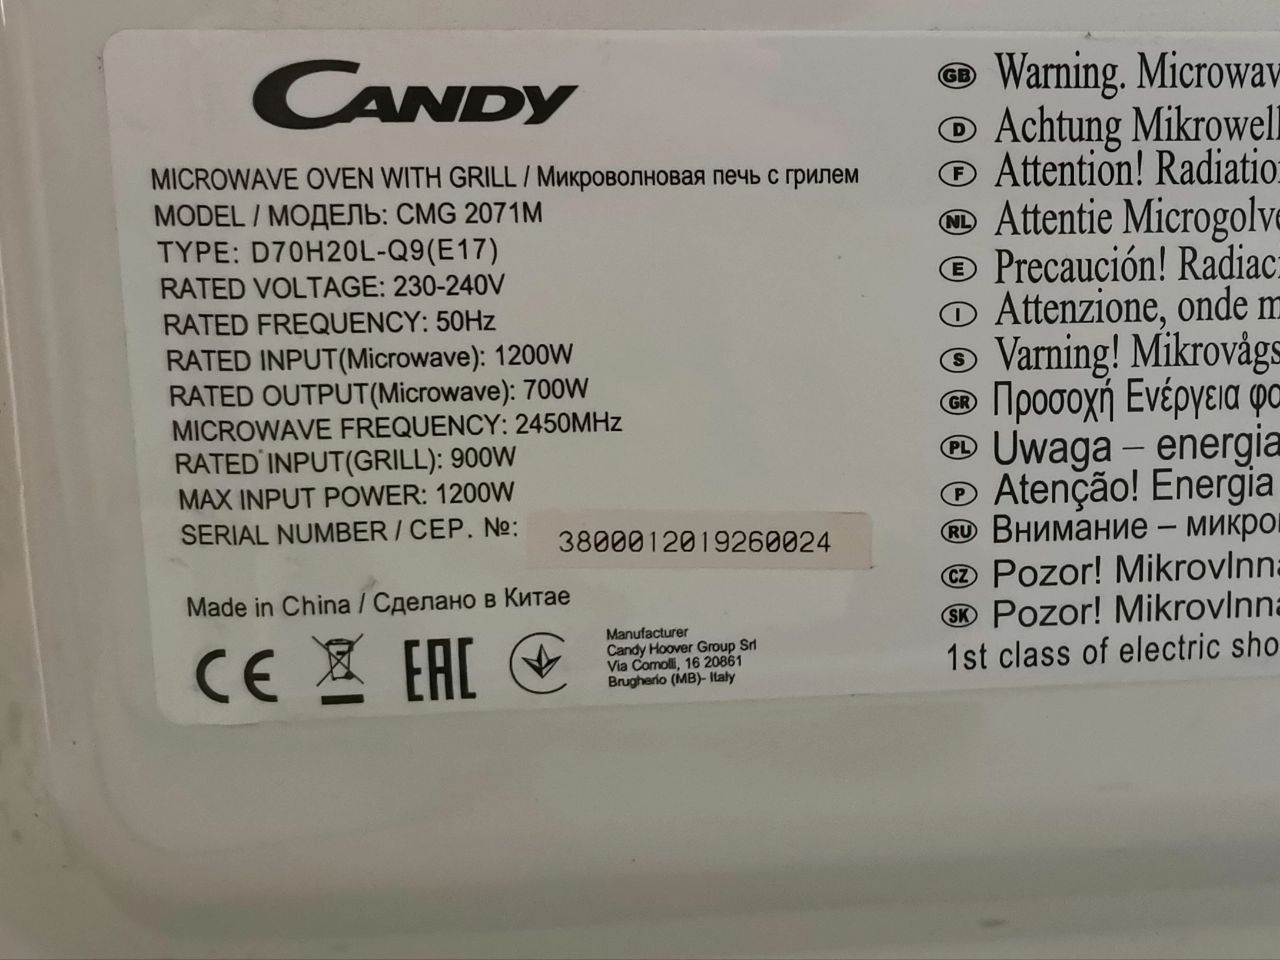 CANDY
MICROWAVE OVEN WITH GRILL / Микроволновая печь с грилем
MODEL / МОДЕЛЬ: CMG 2071M
TYPE: D70H20L-Q9(E17)
RATED VOLTAGE: 230-240V
RATED FREQUENCY: 50Hz
RATED INPUT(Microwave): 1200W
RATED OUTPUT(Microwave): 700W
MICROWAVE FREQUENCY: 2450MHz
RATED INPUT(GRILL): 900W
MAX INPUT POWER: 1200W
SERIAL NUMBER / СЕР. №: 3800012019260024
Made in China / Сделано в Китае
CE
EAC
Manufacturer
Candy Hoover Group Srl
Via Comolli, 16 20861
Brugherio (MB)- Italy
GB Warning. Microwav
D Achtung Mikrowell
F Attention! Radiatio
NL Attentie Microgolve
E Precaución! Radiaci
I Attenzione, onde m
S Varning! Mikrovågs
GR Προσοχή Ενέργεια φο
PL Uwaga – energia
P Atenção! Energia
RU Внимание – микро
CZ Pozor! Mikrovlnna
SK Pozor! Mikrovlnna
1st class of electric sho